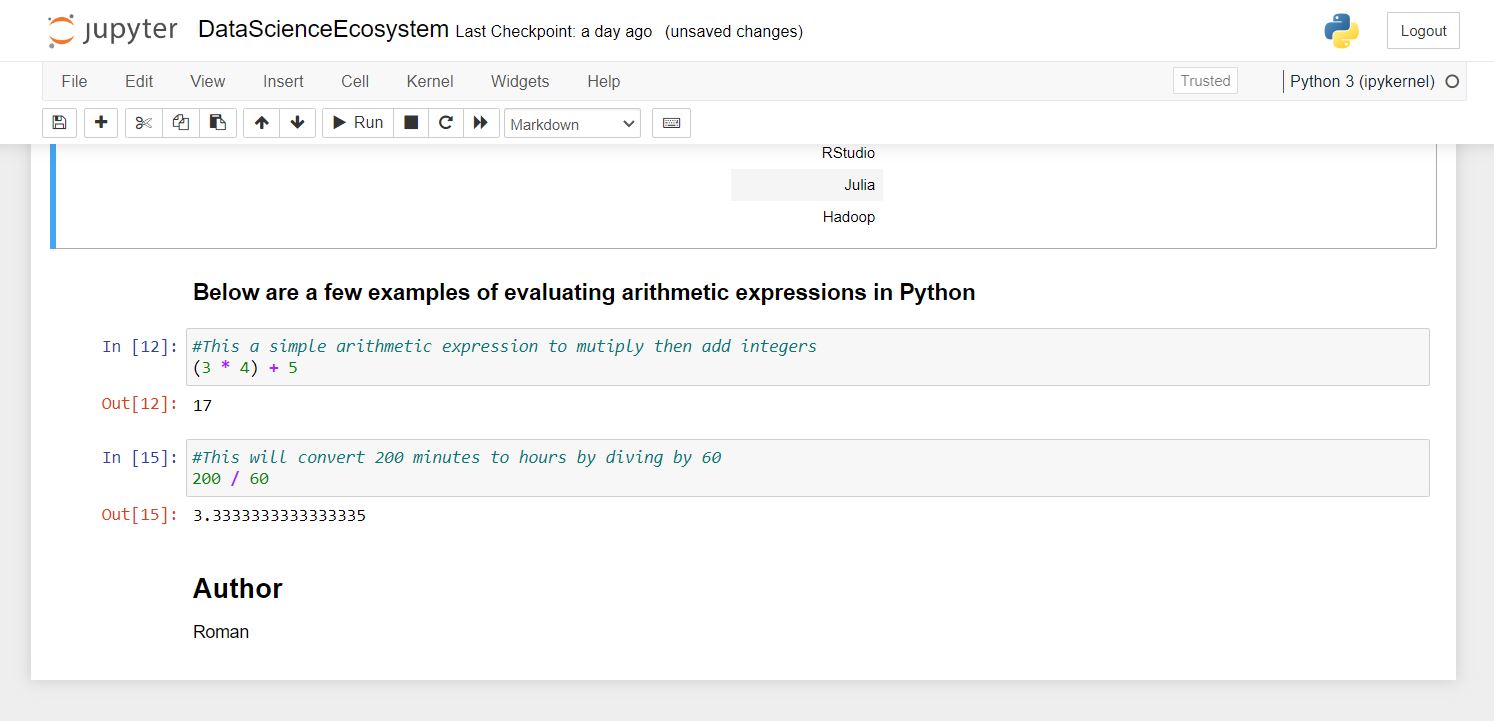 jupyter DataScienceEcosystem Last Checkpoint: a day ago (unsaved changes)
Logout
File Edit View Insert Cell Kernel Widgets Help
Trusted
Python 3 (ipykernel)
Run
Markdown
RStudio
Julia
Hadoop
Below are a few examples of evaluating arithmetic expressions in Python
In [12]: #This a simple arithmetic expression to mutiply then add integers
(3 * 4) + 5
Out[12]: 17
In [15]: #This will convert 200 minutes to hours by diving by 60
200 / 60
Out[15]: 3.3333333333333335
Author
Roman